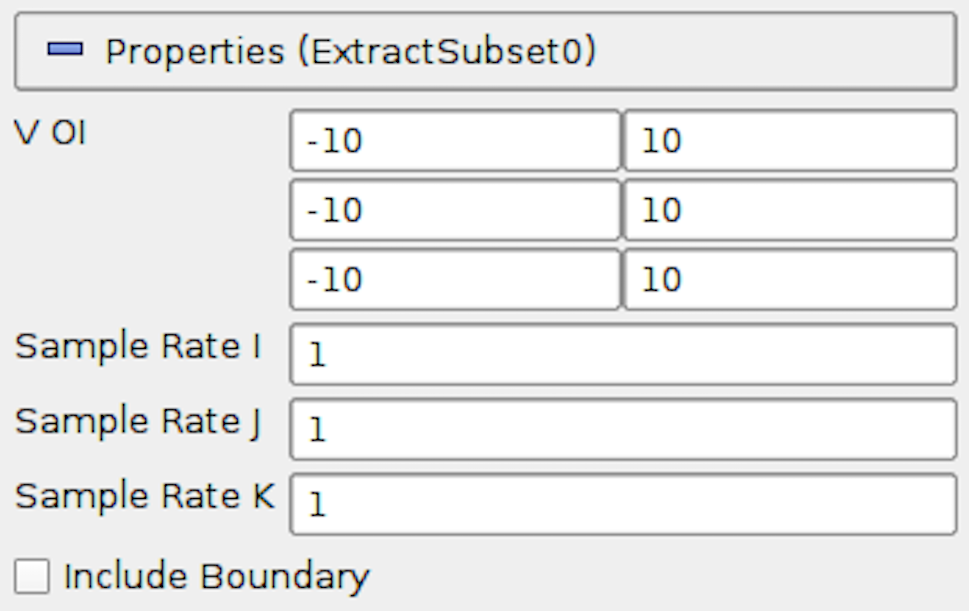 Properties (ExtractSubset0)
V OI -10 10
-10 10
-10 10
Sample Rate I 1
Sample Rate J 1
Sample Rate K 1
Include Boundary